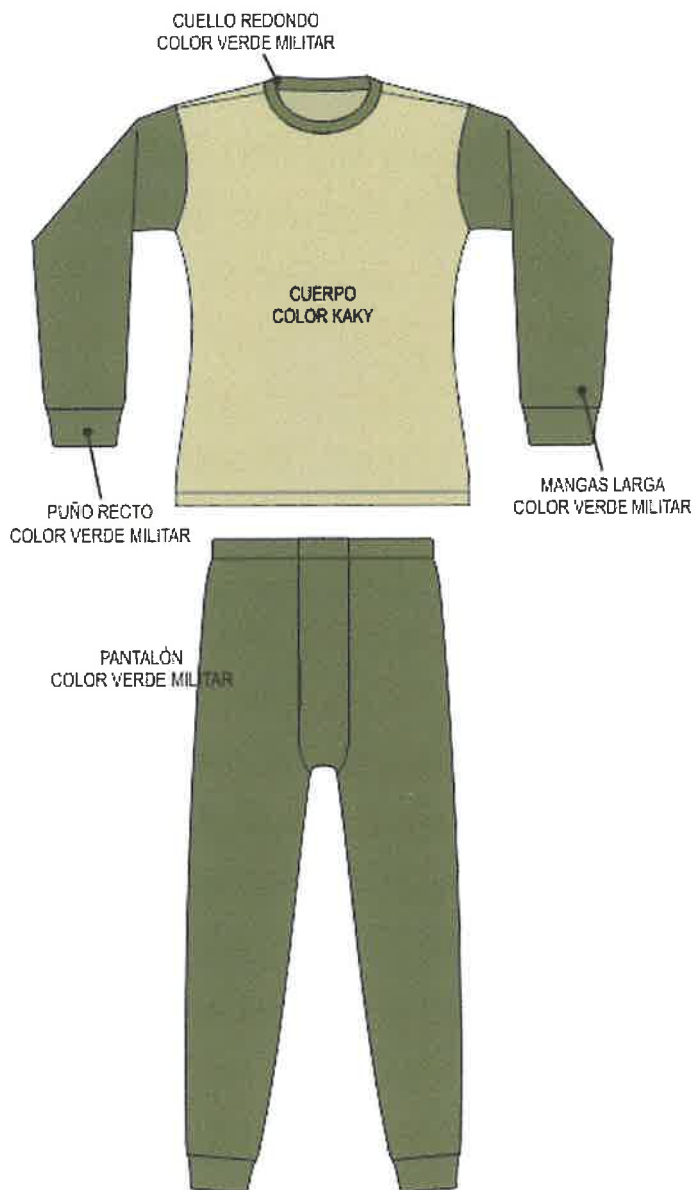 CUELLO REDONDO
COLOR VERDE MILITAR
CUERPO
COLOR KAKY
PUÑO RECTO
COLOR VERDE MILITAR
MANGAS LARGA
COLOR VERDE MILITAR
PANTALÓN
COLOR VERDE MILITAR